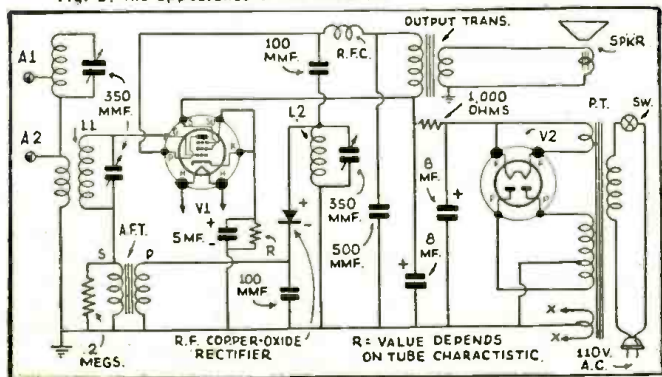 OUTPUT TRANS.
SPKR
A1
350
MMF.
100
MMF.
R.F.C.
1,000
OHMS
P.T.
SW.
A2
L1
L2
V2
P
K
H
H
V1
8
MF.
+
8
MF.
+
F
F
P
P
350
MMF.
500
MMF.
+
-
5MF.
+
-
R
A.F.T.
S
P
.2
MEGS.
100
MMF.
R.F. COPPER-OXIDE
RECTIFIER
R= VALUE DEPENDS
ON TUBE CHARACTISTIC.
X
X
110V.
A.C.